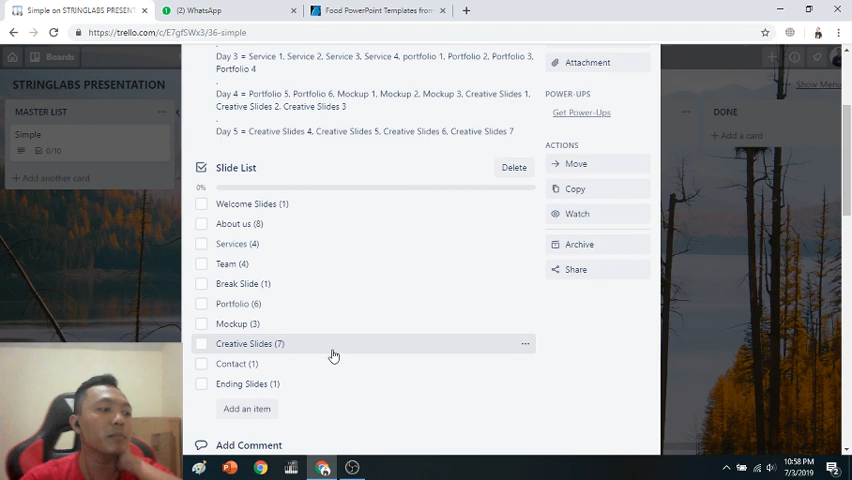 Simple on STRINGLABS PRESENT
(2) WhatsApp
Food PowerPoint Templates from
https://trello.com/c/E7gfSWx3/36-simple
Boards
STRINGLABS PRESENTATION
Show Menu
MASTER LIST
Simple
0/10
Add another card
Day 3 = Service 1, Service 2, Service 3, Service 4, portfolio 1, Portfolio 2, Portfolio 3,
Portfolio 4
.
Day 4 = Portfolio 5, Portfolio 6, Mockup 1, Mockup 2, Mockup 3, Creative Slides 1,
Creative Slides 2, Creative Slides 3
.
Day 5 = Creative Slides 4, Creative Slides 5, Creative Slides 6, Creative Slides 7
Slide List
Delete
0%
Welcome Slides (1)
About us (8)
Services (4)
Team (4)
Break Slide (1)
Portfolio (6)
Mockup (3)
Creative Slides (7)
Contact (1)
Ending Slides (1)
Add an item
Add Comment
Attachment
POWER-UPS
Get Power-Ups
ACTIONS
Move
Copy
Watch
Archive
Share
DONE
Add a card
10:58 PM
7/3/2019
2